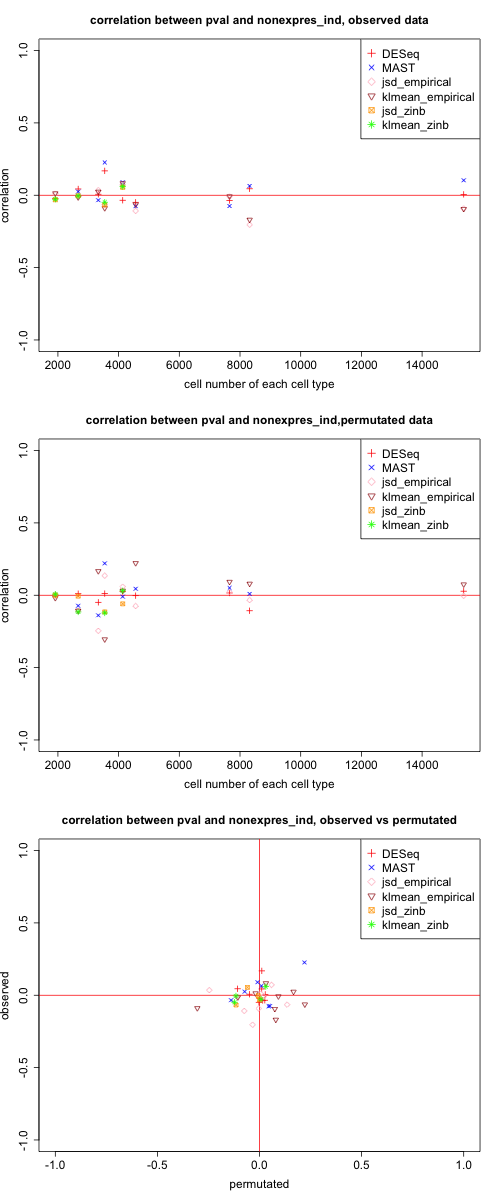 correlation between pval and nonexpres_ind, observed data
DESeq
MAST
jsd_empirical
klmean_empirical
jsd_zinb
klmean_zinb
1.0
0.5
0.0
-0.5
-1.0
correlation
2000 4000 6000 8000 10000 12000 14000
cell number of each cell type
correlation between pval and nonexpres_ind,permutated data
DESeq
MAST
jsd_empirical
klmean_empirical
jsd_zinb
klmean_zinb
1.0
0.5
0.0
-0.5
-1.0
correlation
2000 4000 6000 8000 10000 12000 14000
cell number of each cell type
correlation between pval and nonexpres_ind, observed vs permutated
DESeq
MAST
jsd_empirical
klmean_empirical
jsd_zinb
klmean_zinb
1.0
0.5
0.0
-0.5
-1.0
observed
-1.0 -0.5 0.0 0.5 1.0
permutated